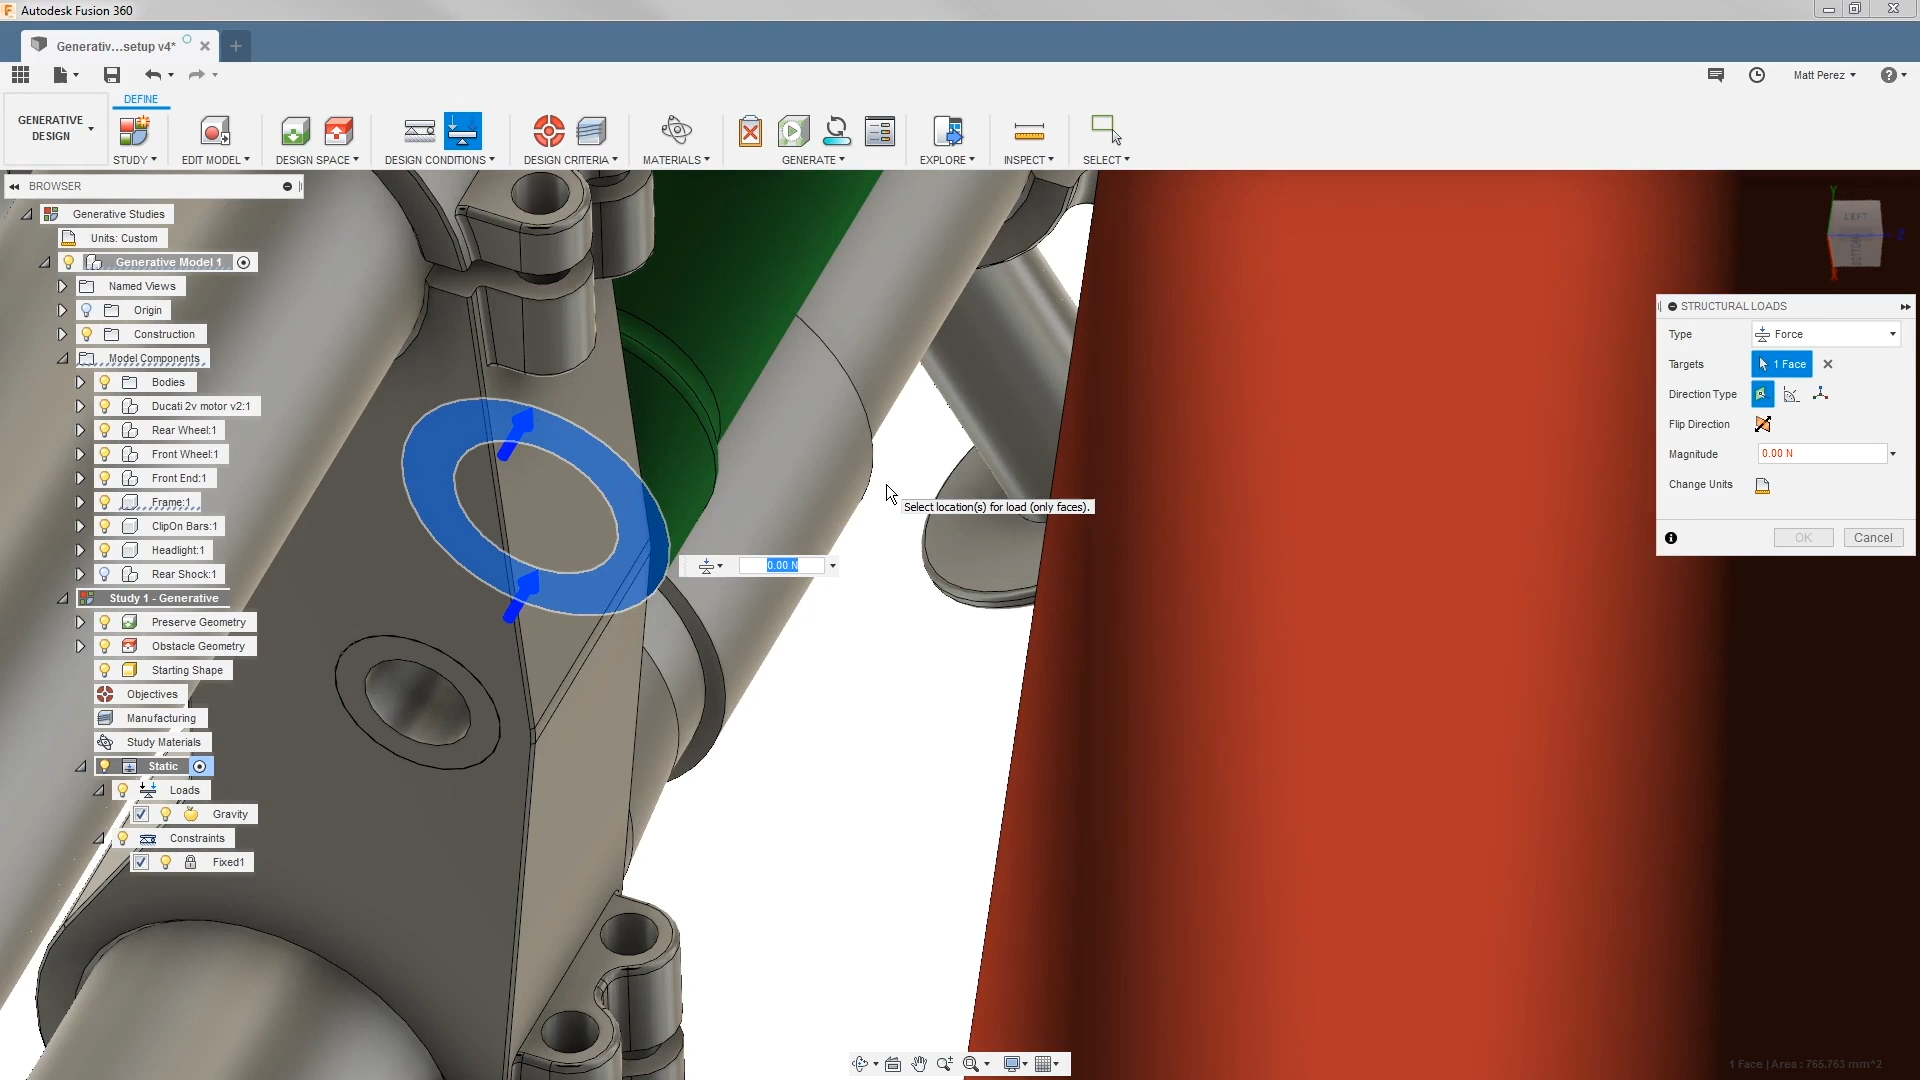 Autodesk Fusion 360
Generativ...setup v4*
Matt Perez
DEFINE
GENERATIVE
DESIGN
STUDY
EDIT MODEL
DESIGN SPACE
DESIGN CONDITIONS
DESIGN CRITERIA
MATERIALS
GENERATE
EXPLORE
INSPECT
SELECT
BROWSER
Generative Studies
Units: Custom
Generative Model 1
Named Views
Origin
Construction
Model Components
Bodies
Ducati 2v motor v2:1
Rear Wheel:1
Front Wheel:1
Front End:1
Frame:1
ClipOn Bars:1
Headlight:1
Rear Shock:1
Study 1 - Generative
Preserve Geometry
Obstacle Geometry
Starting Shape
Objectives
Manufacturing
Study Materials
Static
Loads
Gravity
Constraints
Fixed1
Select location(s) for load (only faces).
0.00 N
Y
LEFT
BOTTOM
Z
X
STRUCTURAL LOADS
Type
Force
Targets
1 Face
Direction Type
Flip Direction
Magnitude
0.00 N
Change Units
OK
Cancel
1 Face | Area : 765.763 mm^2